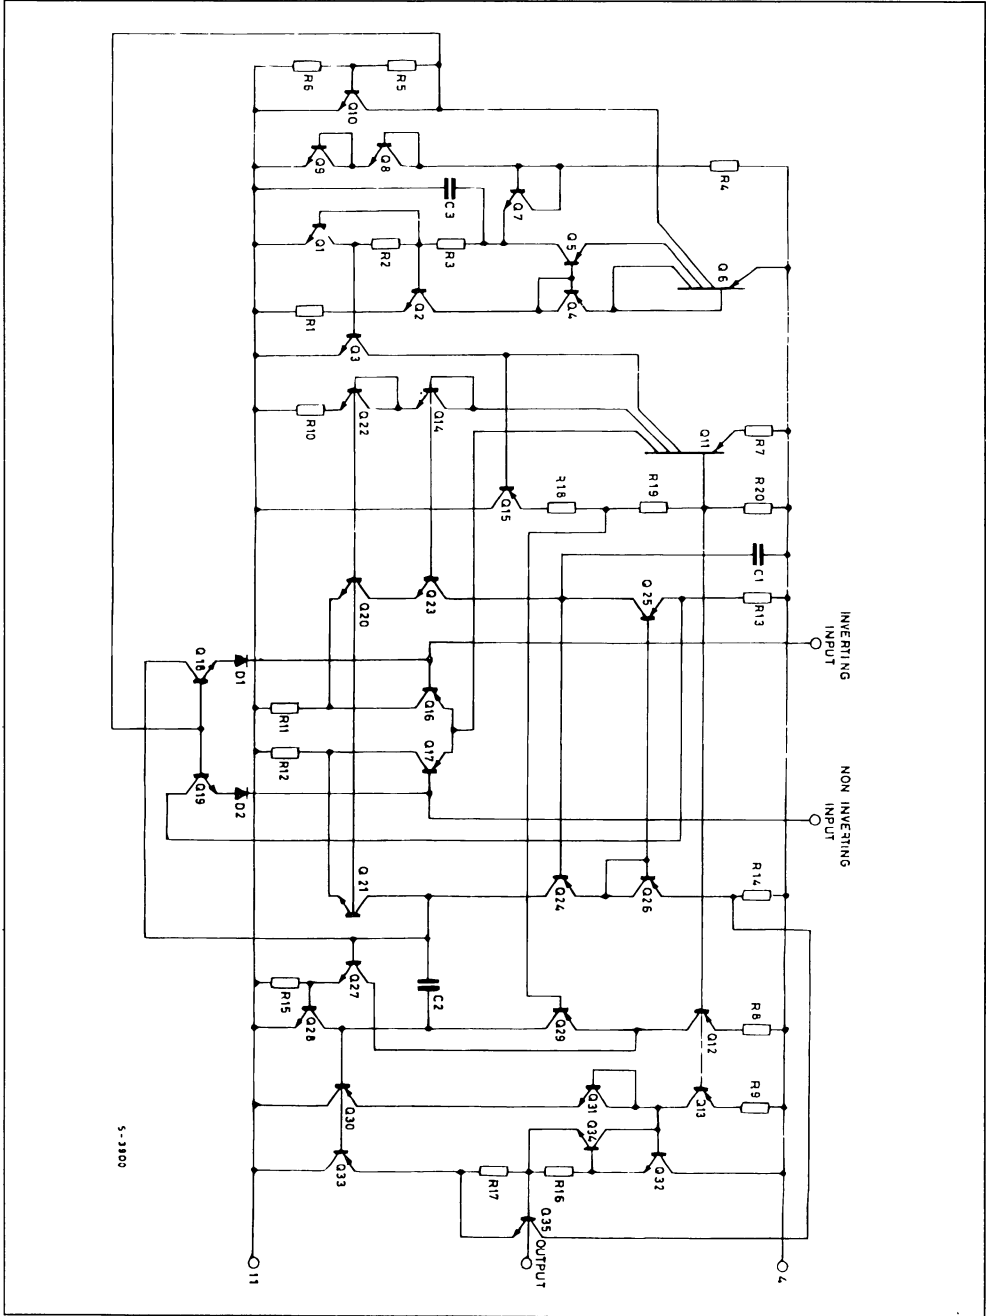 R6
R5
Q10
Q9
Q8
R4
C3
Q7
Q1
R2
R3
Q5
Q6
R1
Q2
Q4
Q3
R10
Q22
Q14
Q11
R7
Q15
R18
R19
R20
Q20
Q23
Q25
C1
R13
INVERTING
INPUT
Q18
D1
R11
Q16
R12
Q17
Q19
D2
NON INVERTING
INPUT
Q21
Q24
Q26
R14
Q27
R15
Q28
C2
Q29
Q12
R8
Q30
Q31
Q13
R9
Q34
Q33
R17
R16
Q32
Q35
OUTPUT
11
4
S-3900